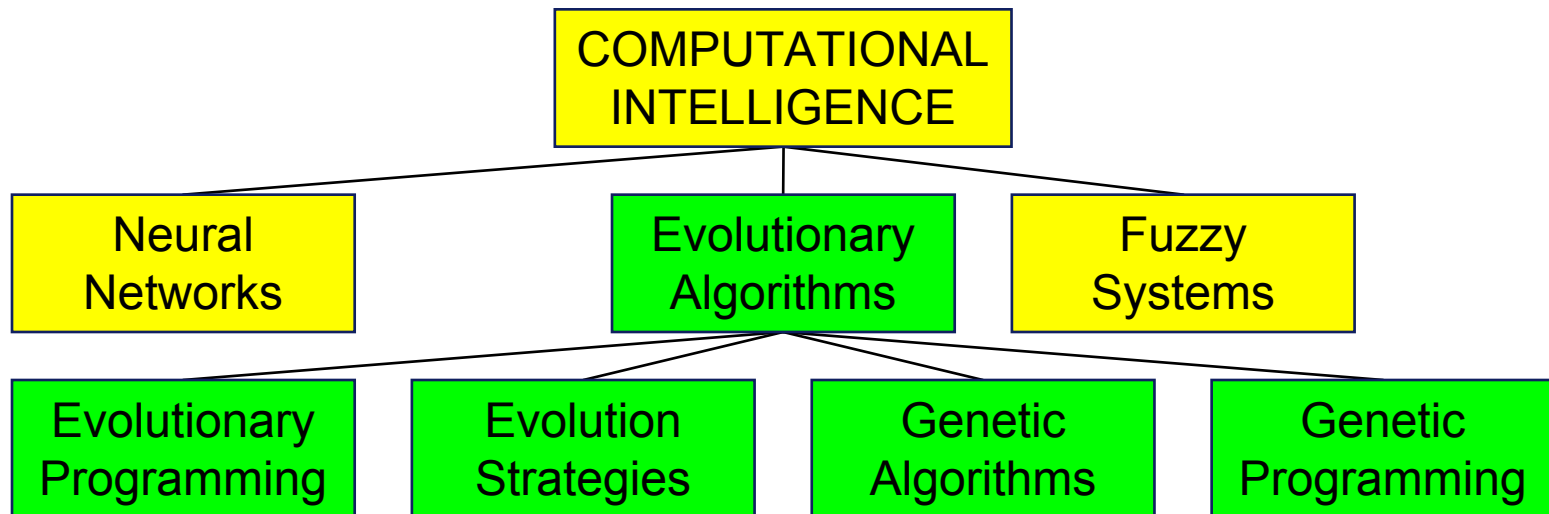 COMPUTATIONAL
INTELLIGENCE
Neural
Networks
Evolutionary
Algorithms
Fuzzy
Systems
Evolutionary
Programming
Evolution
Strategies
Genetic
Algorithms
Genetic
Programming